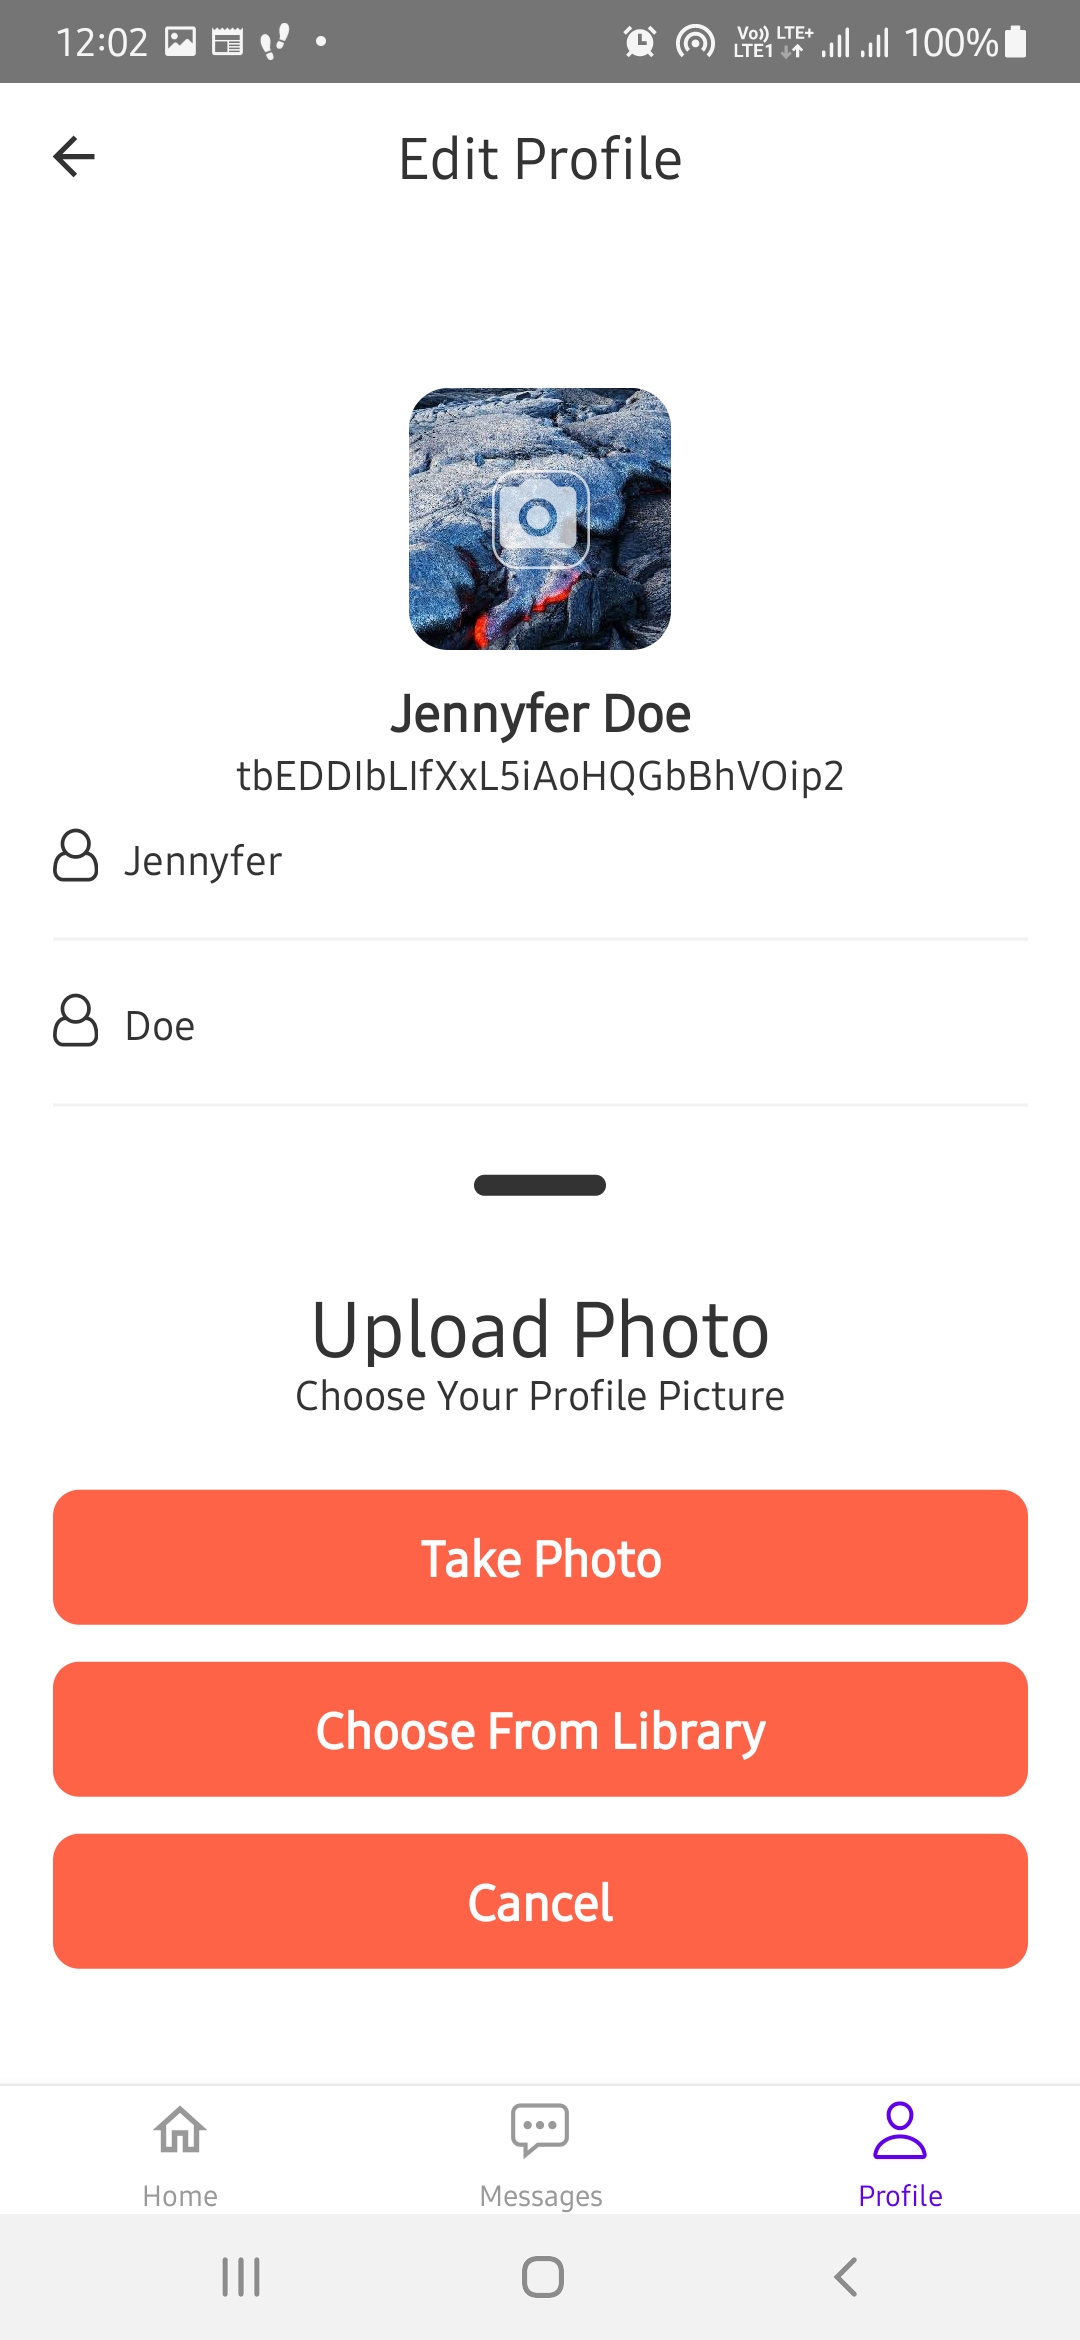 12:02 Vo)) LTE+ 100%
LTE1
Edit Profile
Jennyfer Doe
tbEDDIbLIfXxL5iAoHQGbBhVOip2
Jennyfer
Doe
Upload Photo
Choose Your Profile Picture
Take Photo
Choose From Library
Cancel
Home Messages Profile